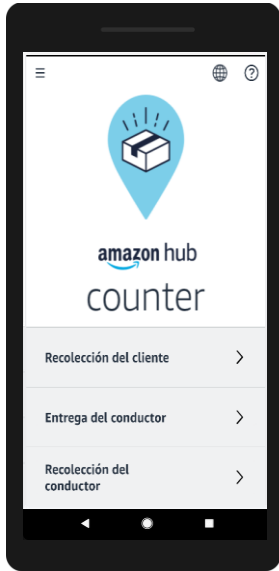 amazon hub
counter
Recolección del cliente
Entrega del conductor
Recolección del
conductor